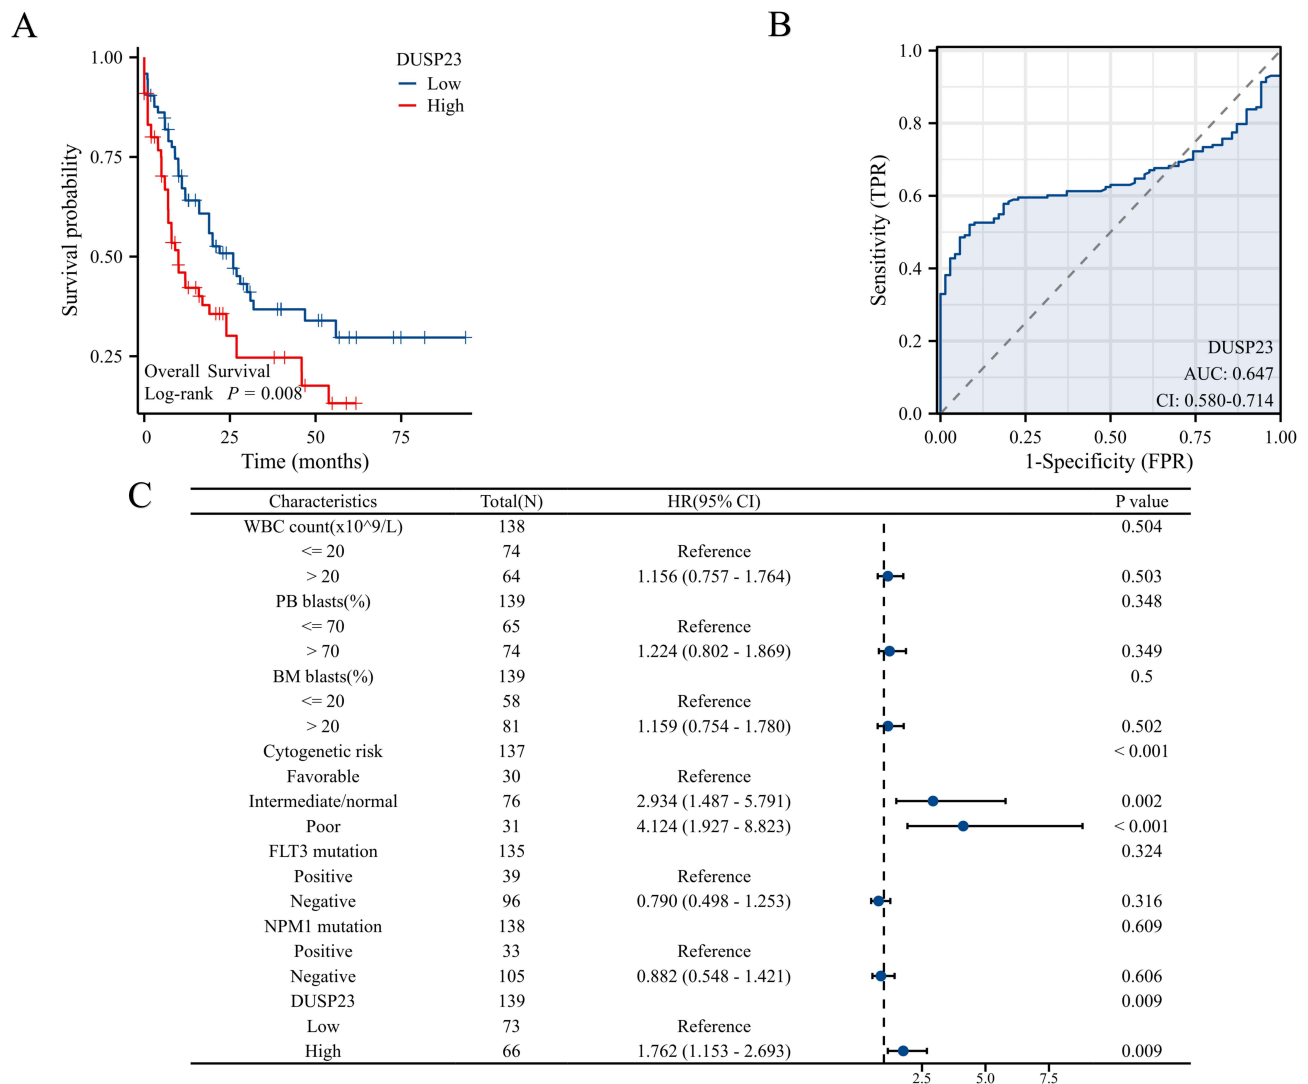 A
DUSP23
Low
High
1.00
0.75
0.50
0.25
Survival probability
Overall Survival
Log-rank P = 0.008
0 25 50 75
Time (months)
B
1.0
0.8
0.6
0.4
0.2
0.0
Sensitivity (TPR)
DUSP23
AUC: 0.647
CI: 0.580-0.714
0.00 0.25 0.50 0.75 1.00
1-Specificity (FPR)
C
Characteristics Total(N) HR(95% CI) P value
WBC count(x10^9/L) 138 0.504
<= 20 74 Reference
> 20 64 1.156 (0.757 - 1.764) 0.503
PB blasts(%) 139 0.348
<= 70 65 Reference
> 70 74 1.224 (0.802 - 1.869) 0.349
BM blasts(%) 139 0.5
<= 20 58 Reference
> 20 81 1.159 (0.754 - 1.780) 0.502
Cytogenetic risk 137 < 0.001
Favorable 30 Reference
Intermediate/normal 76 2.934 (1.487 - 5.791) 0.002
Poor 31 4.124 (1.927 - 8.823) < 0.001
FLT3 mutation 135 0.324
Positive 39 Reference
Negative 96 0.790 (0.498 - 1.253) 0.316
NPM1 mutation 138 0.609
Positive 33 Reference
Negative 105 0.882 (0.548 - 1.421) 0.606
DUSP23 139 0.009
Low 73 Reference
High 66 1.762 (1.153 - 2.693) 0.009
2.5 5.0 7.5